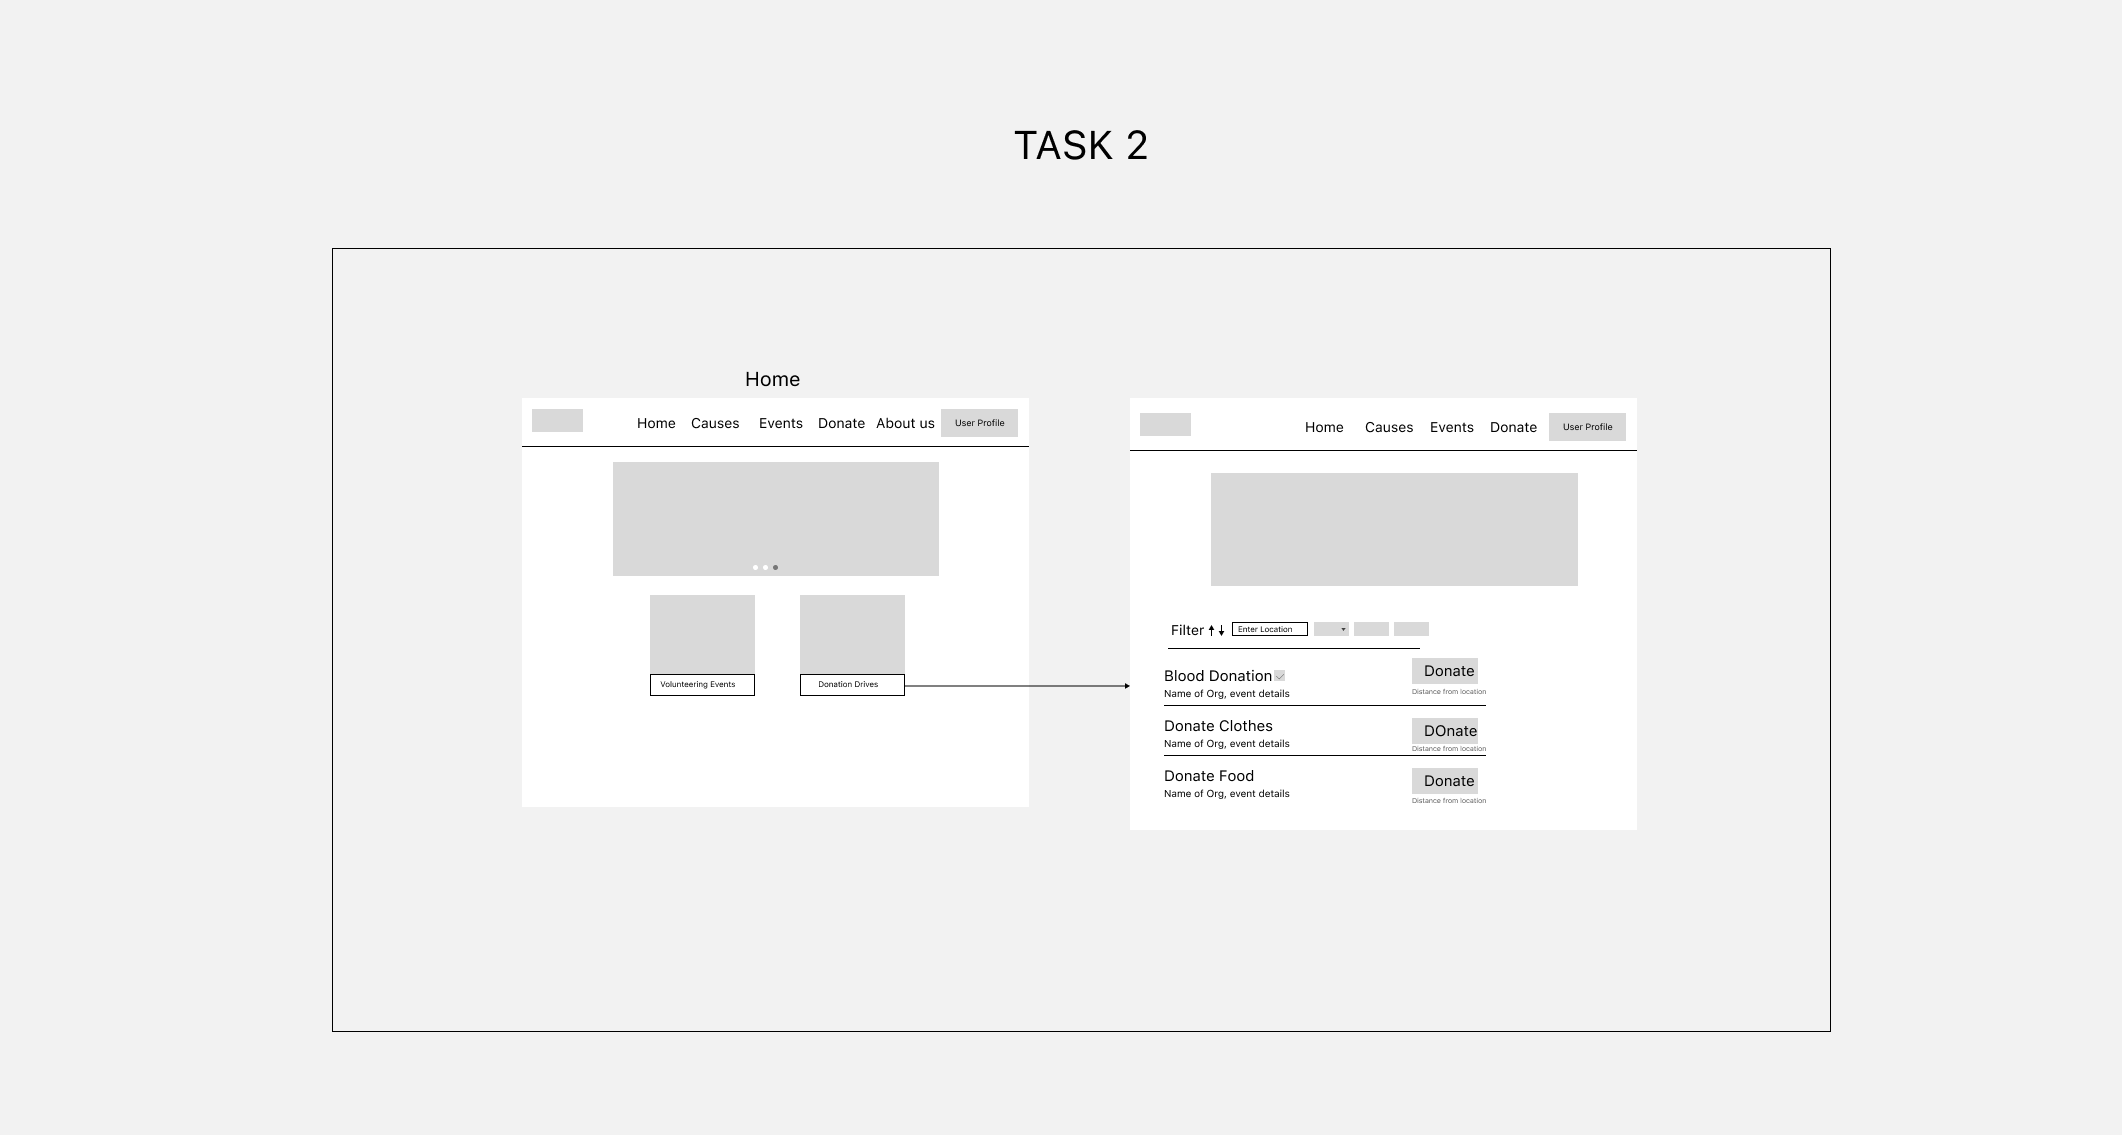 TASK 2
Home
Home Causes Events Donate About us User Profile
Volunteering Events
Donation Drives
Home Causes Events Donate User Profile
Filter Enter Location
Blood Donation
Name of Org, event details
Donate
Distance from location
Donate Clothes
Name of Org, event details
DOnate
Distance from location
Donate Food
Name of Org, event details
Donate
Distance from location